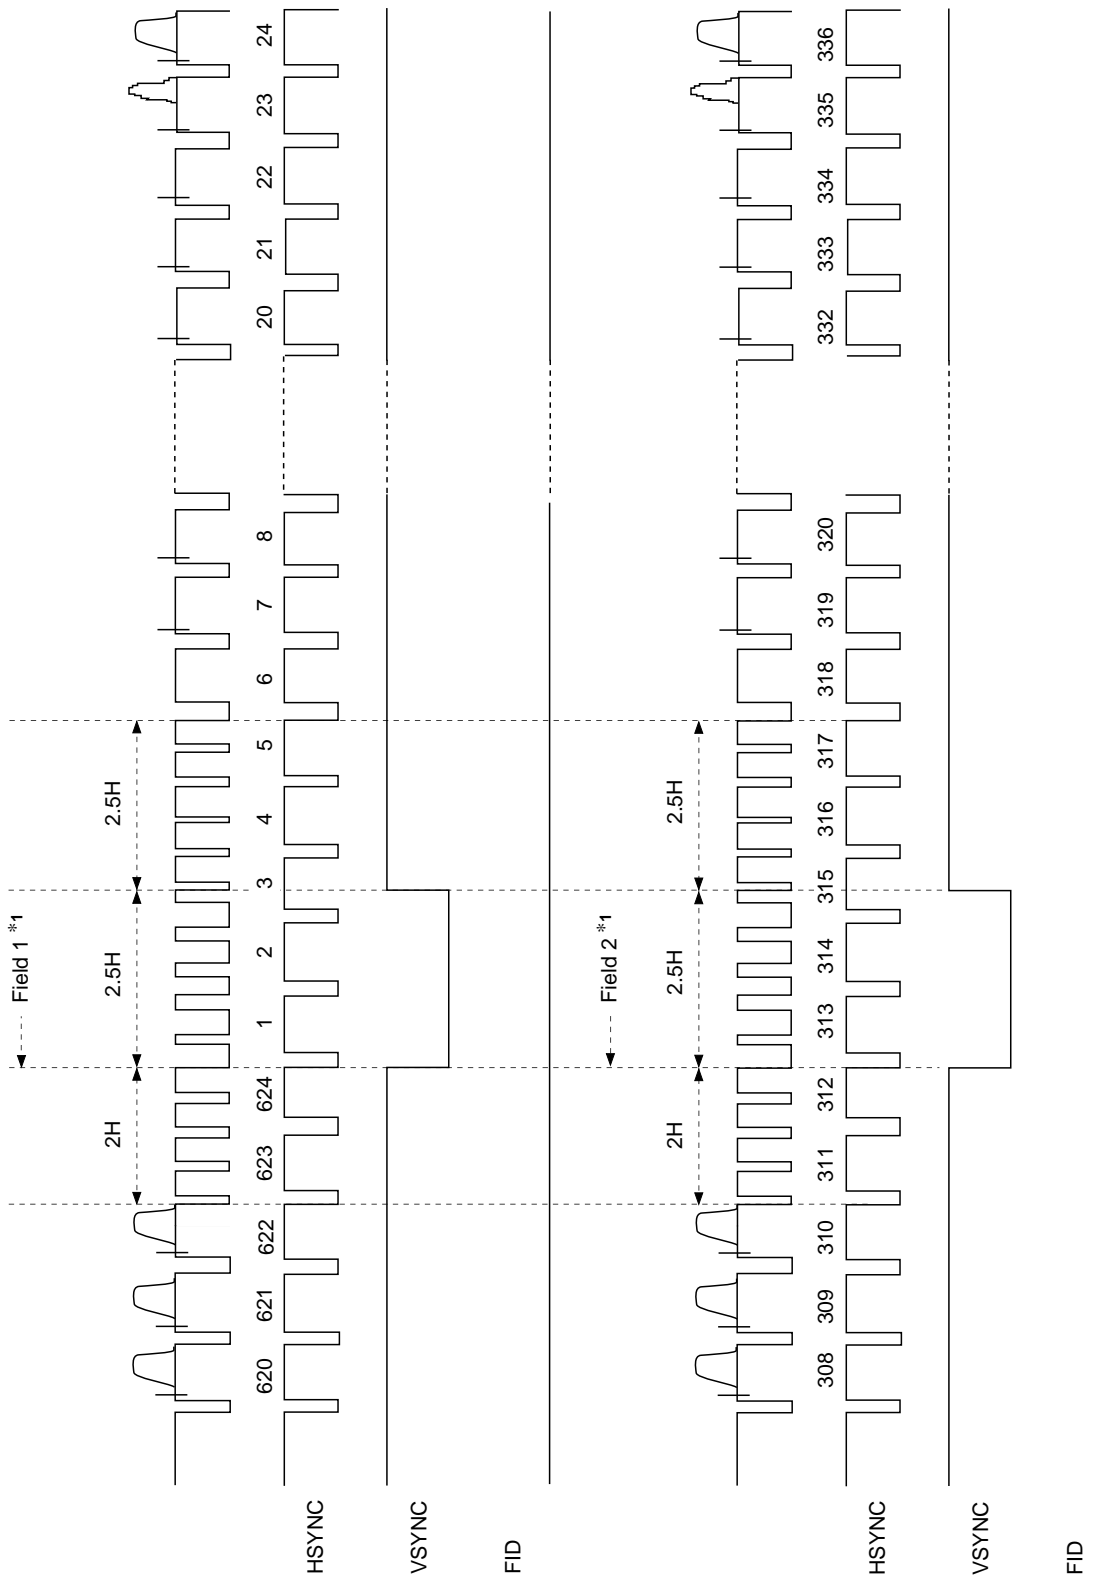 Field 1 *1
2H
2.5H
2.5H
620 621 622 623 624 1 2 3 4 5 6 7 8 20 21 22 23 24
HSYNC
VSYNC
FID
Field 2 *1
2H
2.5H
2.5H
308 309 310 311 312 313 314 315 316 317 318 319 320 332 333 334 335 336
HSYNC
VSYNC
FID